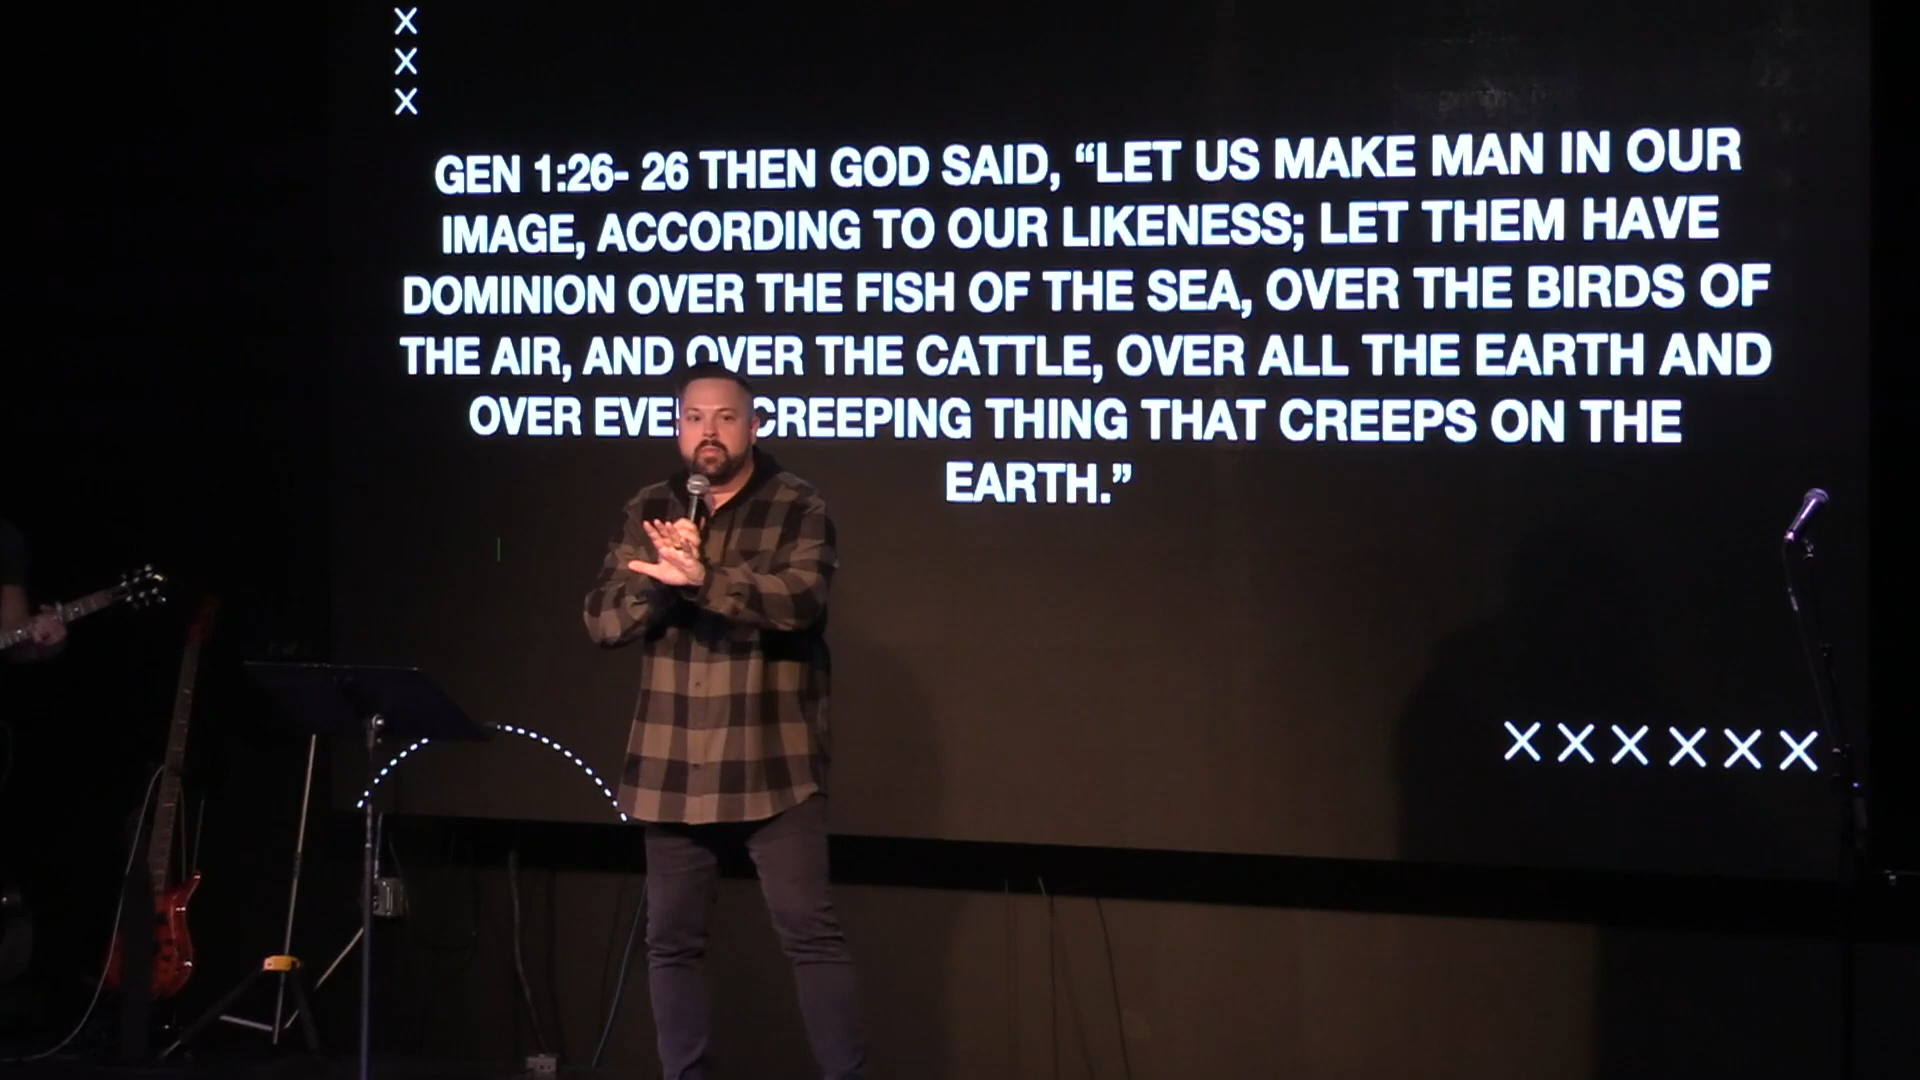 X
X
X
GEN 1:26- 26 THEN GOD SAID, “LET US MAKE MAN IN OUR
IMAGE, ACCORDING TO OUR LIKENESS; LET THEM HAVE
DOMINION OVER THE FISH OF THE SEA, OVER THE BIRDS OF
THE AIR, AND OVER THE CATTLE, OVER ALL THE EARTH AND
OVER CREEPING THING THAT CREEPS ON THE
EARTH.”
XXXXXX